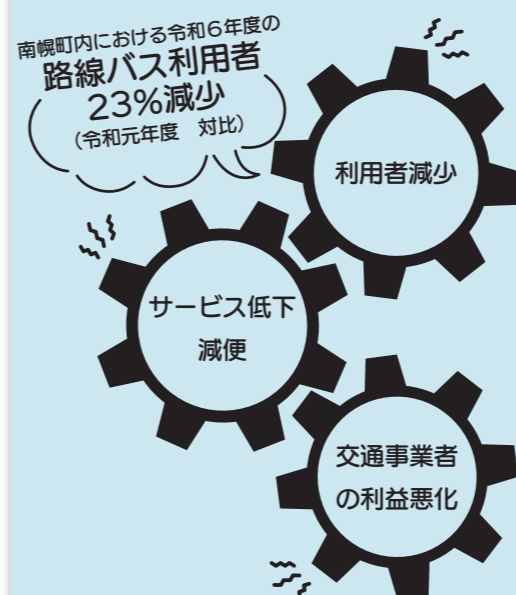 南幌町内における令和６年度の
路線バス利用者
23%減少
（令和元年度　対比）
利用者減少
サービス低下
減便
交通事業者
の利益悪化